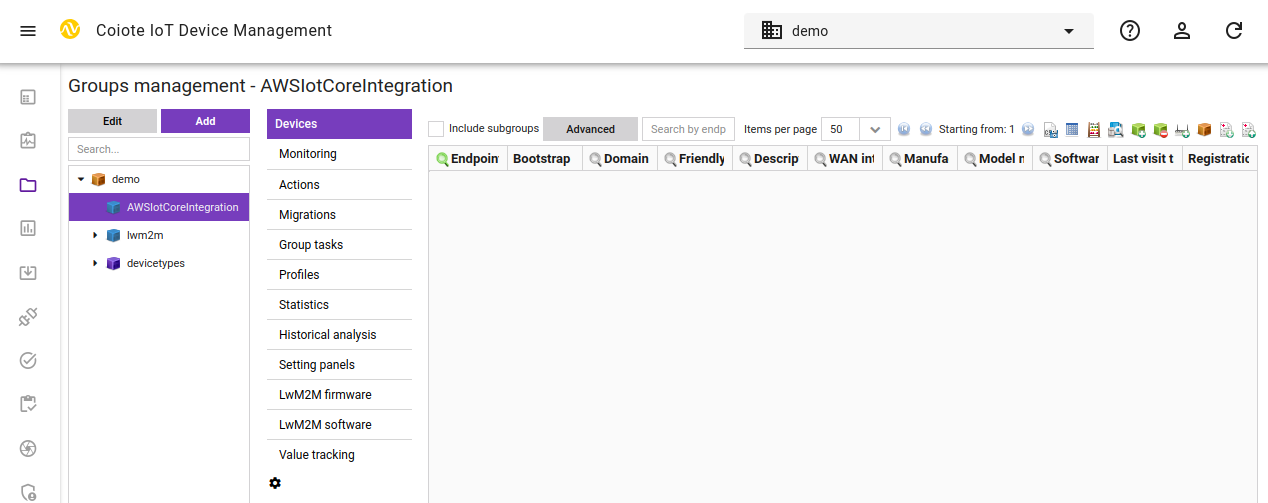 Coiote IoT Device Management
demo
Groups management - AWSIotCoreIntegration
Edit
Add
Search...
demo
AWSIotCoreIntegration
lwm2m
devicetypes
Devices
Monitoring
Actions
Migrations
Group tasks
Profiles
Statistics
Historical analysis
Setting panels
LwM2M firmware
LwM2M software
Value tracking
Include subgroups
Advanced
Search by endp
Items per page
50
Starting from: 1
Endpoin
Bootstrap
Domain
Friendly
Descrip
WAN int
Manufa
Model n
Softwar
Last visit t
Registratic